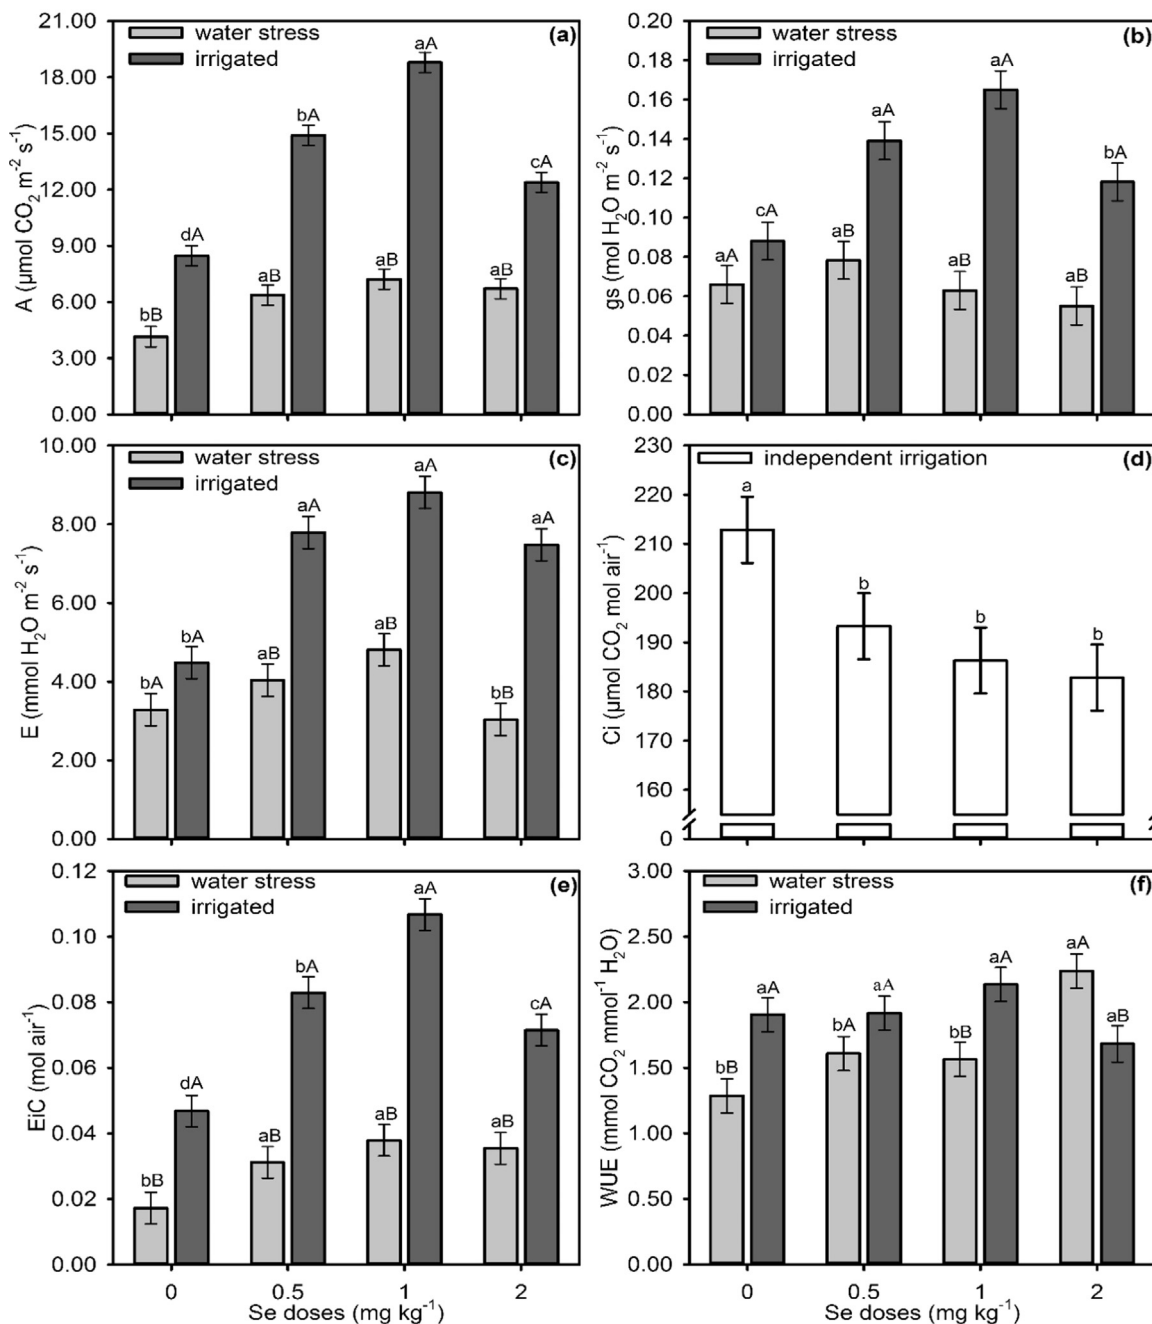 21.00
18.00
15.00
12.00
9.00
6.00
3.00
0.00
A (µmol CO₂ m⁻² s⁻¹)
water stress
irrigated
(a)
bB
dA
aB
bA
aB
aA
aB
cA
0.20
0.18
0.16
0.14
0.12
0.10
0.08
0.06
0.04
0.02
0.00
gs (mol H₂O m⁻² s⁻¹)
water stress
irrigated
(b)
aA
cA
aB
aA
aB
aA
aB
bA
10.00
8.00
6.00
4.00
2.00
0.00
E (mmol H₂O m⁻² s⁻¹)
water stress
irrigated
(c)
bA
bA
aB
aA
aB
aA
bB
aA
230
220
210
200
190
180
170
160
0
Ci (µmol CO₂ mol air⁻¹)
independent irrigation
(d)
a
b
b
b
0.12
0.10
0.08
0.06
0.04
0.02
0.00
EiC (mol air⁻¹)
water stress
irrigated
(e)
bB
dA
aB
bA
aB
aA
aB
cA
0 0.5 1 2
Se doses (mg kg⁻¹)
3.00
2.50
2.00
1.50
1.00
0.50
0.00
WUE (mmol CO₂ mmol⁻¹ H₂O)
water stress
irrigated
(f)
bB
aA
bA
aA
bB
aA
aA
aB
0 0.5 1 2
Se doses (mg kg⁻¹)